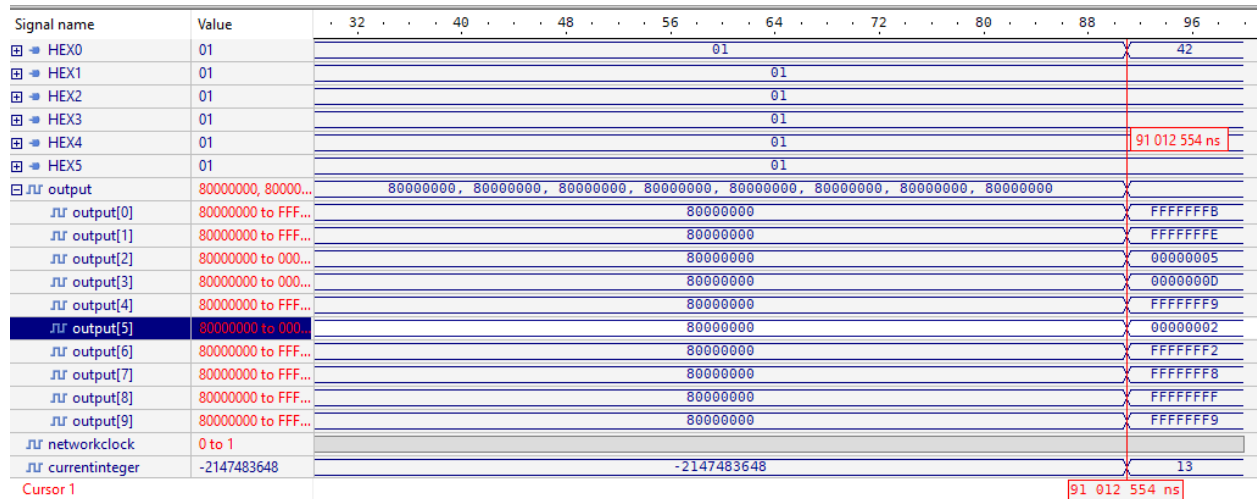 Signal name Value 32 40 48 56 64 72 80 88 96
HEX0 01 01 42
HEX1 01 01
HEX2 01 01
HEX3 01 01
HEX4 01 01 91 012 554 ns
HEX5 01 01
output 80000000, 80000... 80000000, 80000000, 80000000, 80000000, 80000000, 80000000, 80000000, 80000000
output[0] 80000000 to FFF... 80000000 FFFFFFFB
output[1] 80000000 to FFF... 80000000 FFFFFFFE
output[2] 80000000 to 000... 80000000 00000005
output[3] 80000000 to 000... 80000000 0000000D
output[4] 80000000 to FFF... 80000000 FFFFFFF9
output[5] 80000000 to 000... 80000000 00000002
output[6] 80000000 to FFF... 80000000 FFFFFFF2
output[7] 80000000 to FFF... 80000000 FFFFFFF8
output[8] 80000000 to FFF... 80000000 FFFFFFFF
output[9] 80000000 to FFF... 80000000 FFFFFFF9
networkclock 0 to 1
currentinteger -2147483648 -2147483648 13
Cursor 1 91 012 554 ns